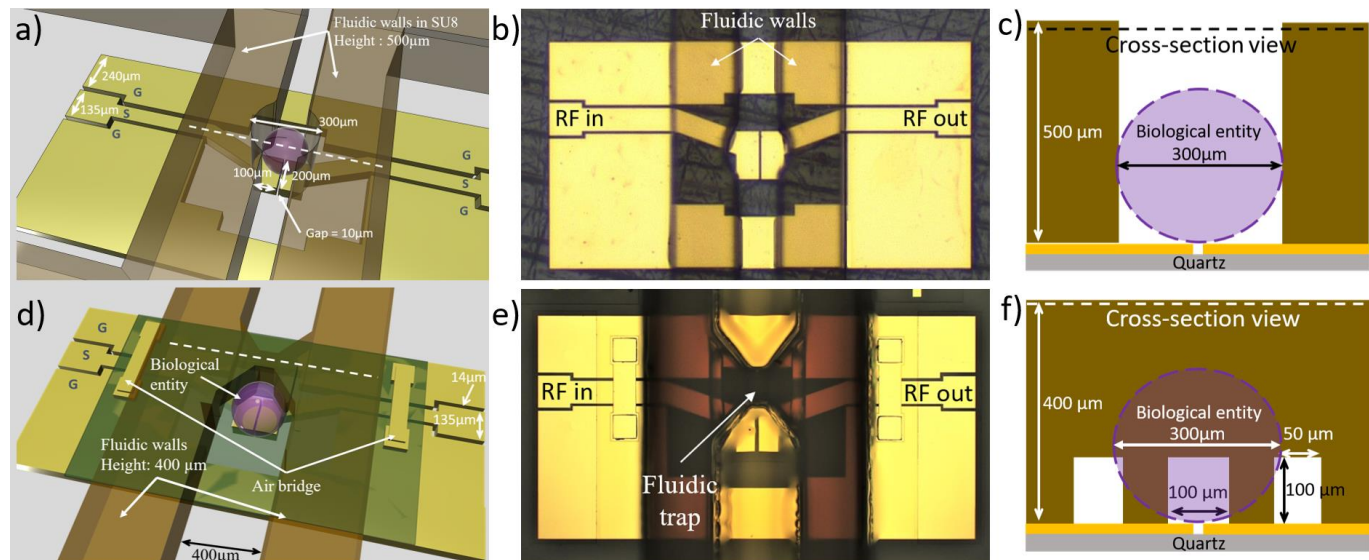 a)
Fluidic walls in SU8
Height : 500µm
240µm
135µm
G
S
G
300µm
100µm
200µm
Gap = 10µm
G
S
G
b)
Fluidic walls
RF in
RF out
c)
Cross-section view
500 µm
Biological entity
300µm
Quartz
d)
G
S
G
Biological
entity
14µm
135µm
Fluidic walls
Height: 400 µm
Air bridge
400µm
e)
RF in
RF out
Fluidic
trap
f)
Cross-section view
400 µm
Biological entity
300µm
50 µm
100 µm
100 µm
Quartz